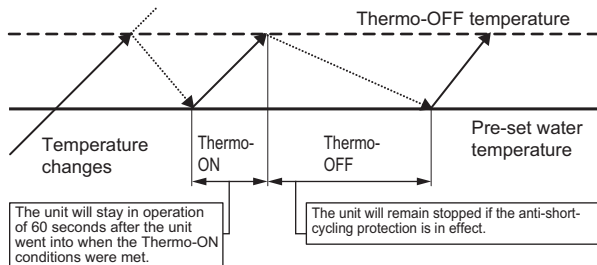 Thermo-OFF temperature
Temperature
changes
Thermo-
ON
Thermo-
OFF
Pre-set water
temperature
The unit will stay in operation
of 60 seconds after the unit
went into when the Thermo-ON
conditions were met.
The unit will remain stopped if the anti-short-
cycling protection is in effect.